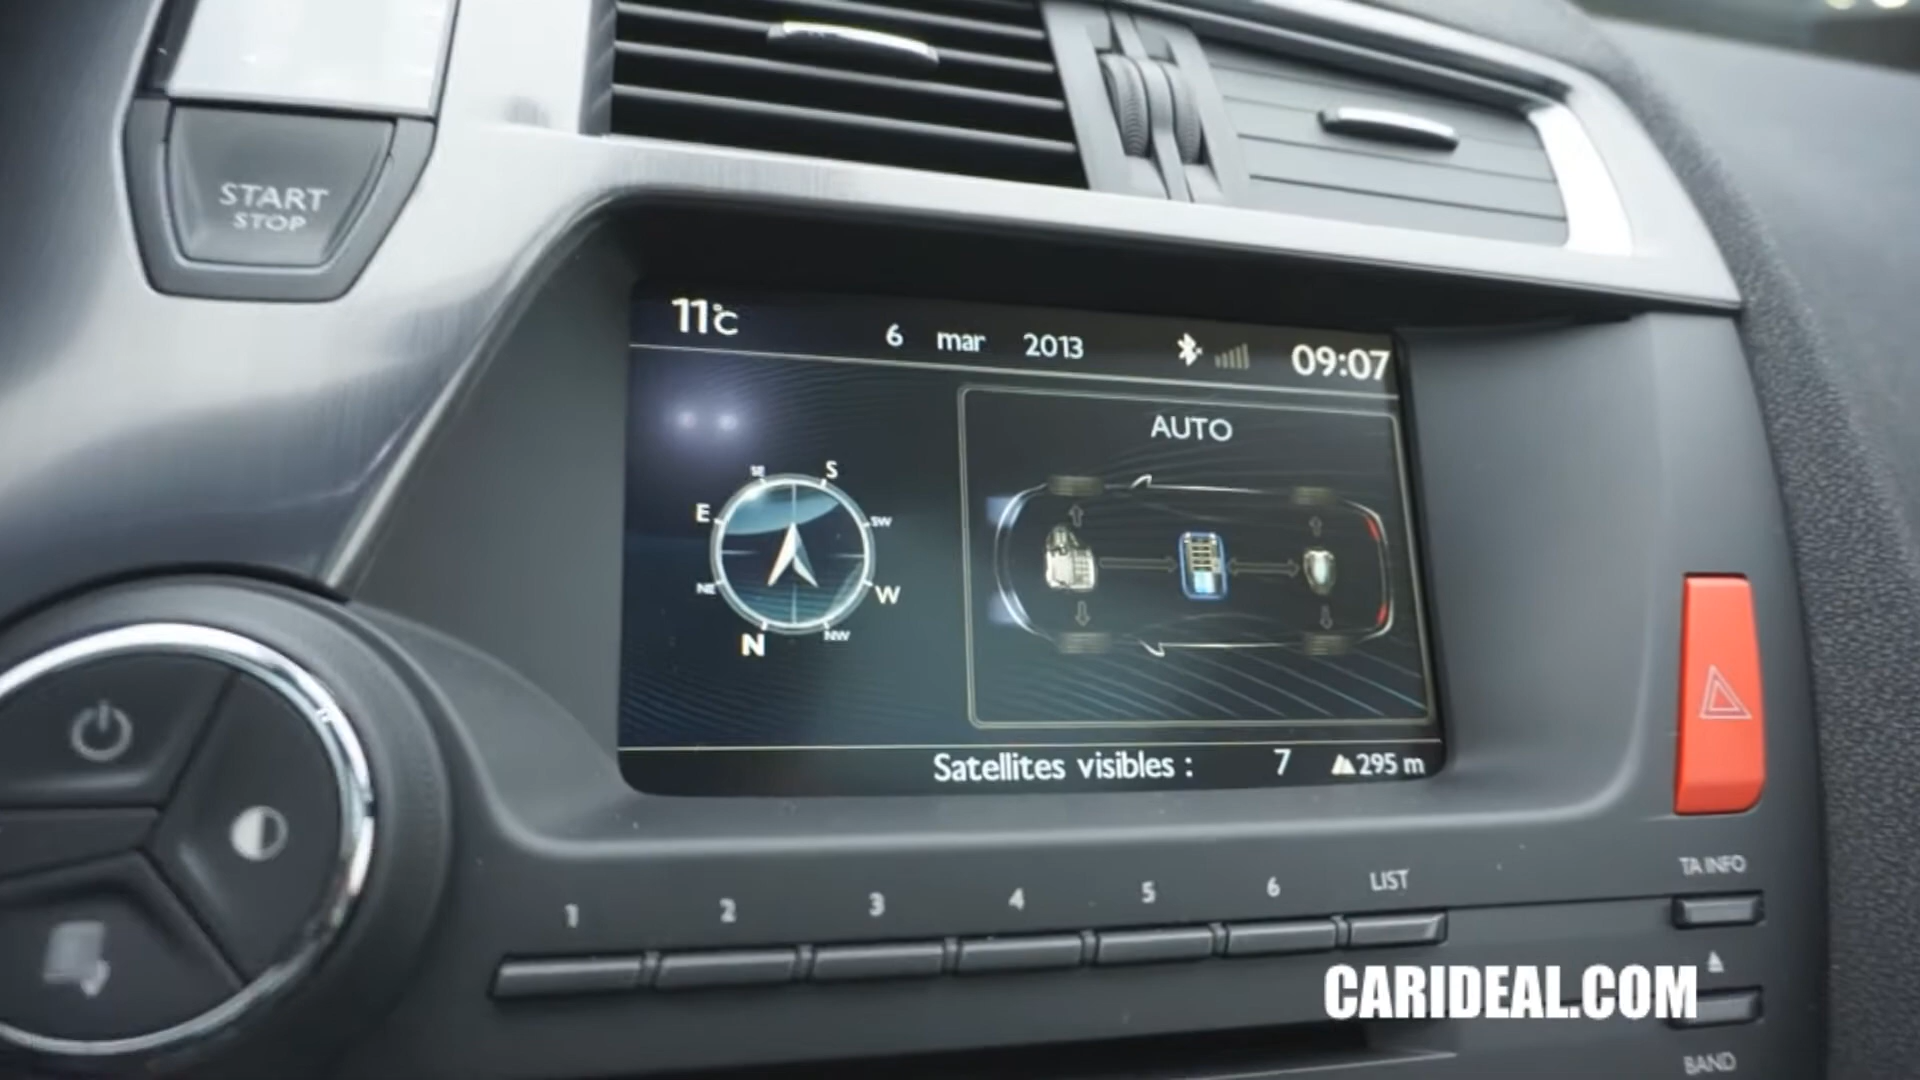 START
STOP
11°C 6 mar 2013 09:07
AUTO
SE S
E SW
NE W
N NW
Satellites visibles : 7 295 m
1 2 3 4 5 6 LIST
TA INFO
CARIDEAL.COM
BAND